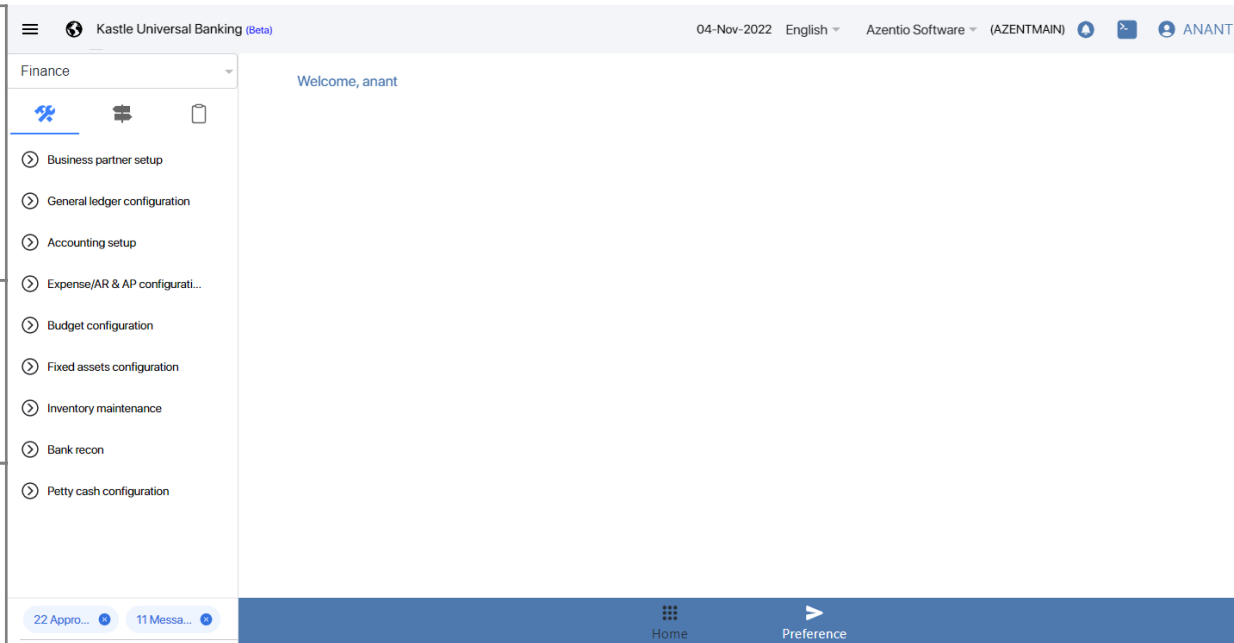 Kastle Universal Banking (Beta) 04-Nov-2022 English Azentio Software (AZENTMAIN) ANANT
Finance
Welcome, anant
Business partner setup
General ledger configuration
Accounting setup
Expense/AR & AP configurati...
Budget configuration
Fixed assets configuration
Inventory maintenance
Bank recon
Petty cash configuration
22 Appro... 11 Messa...
Home Preference